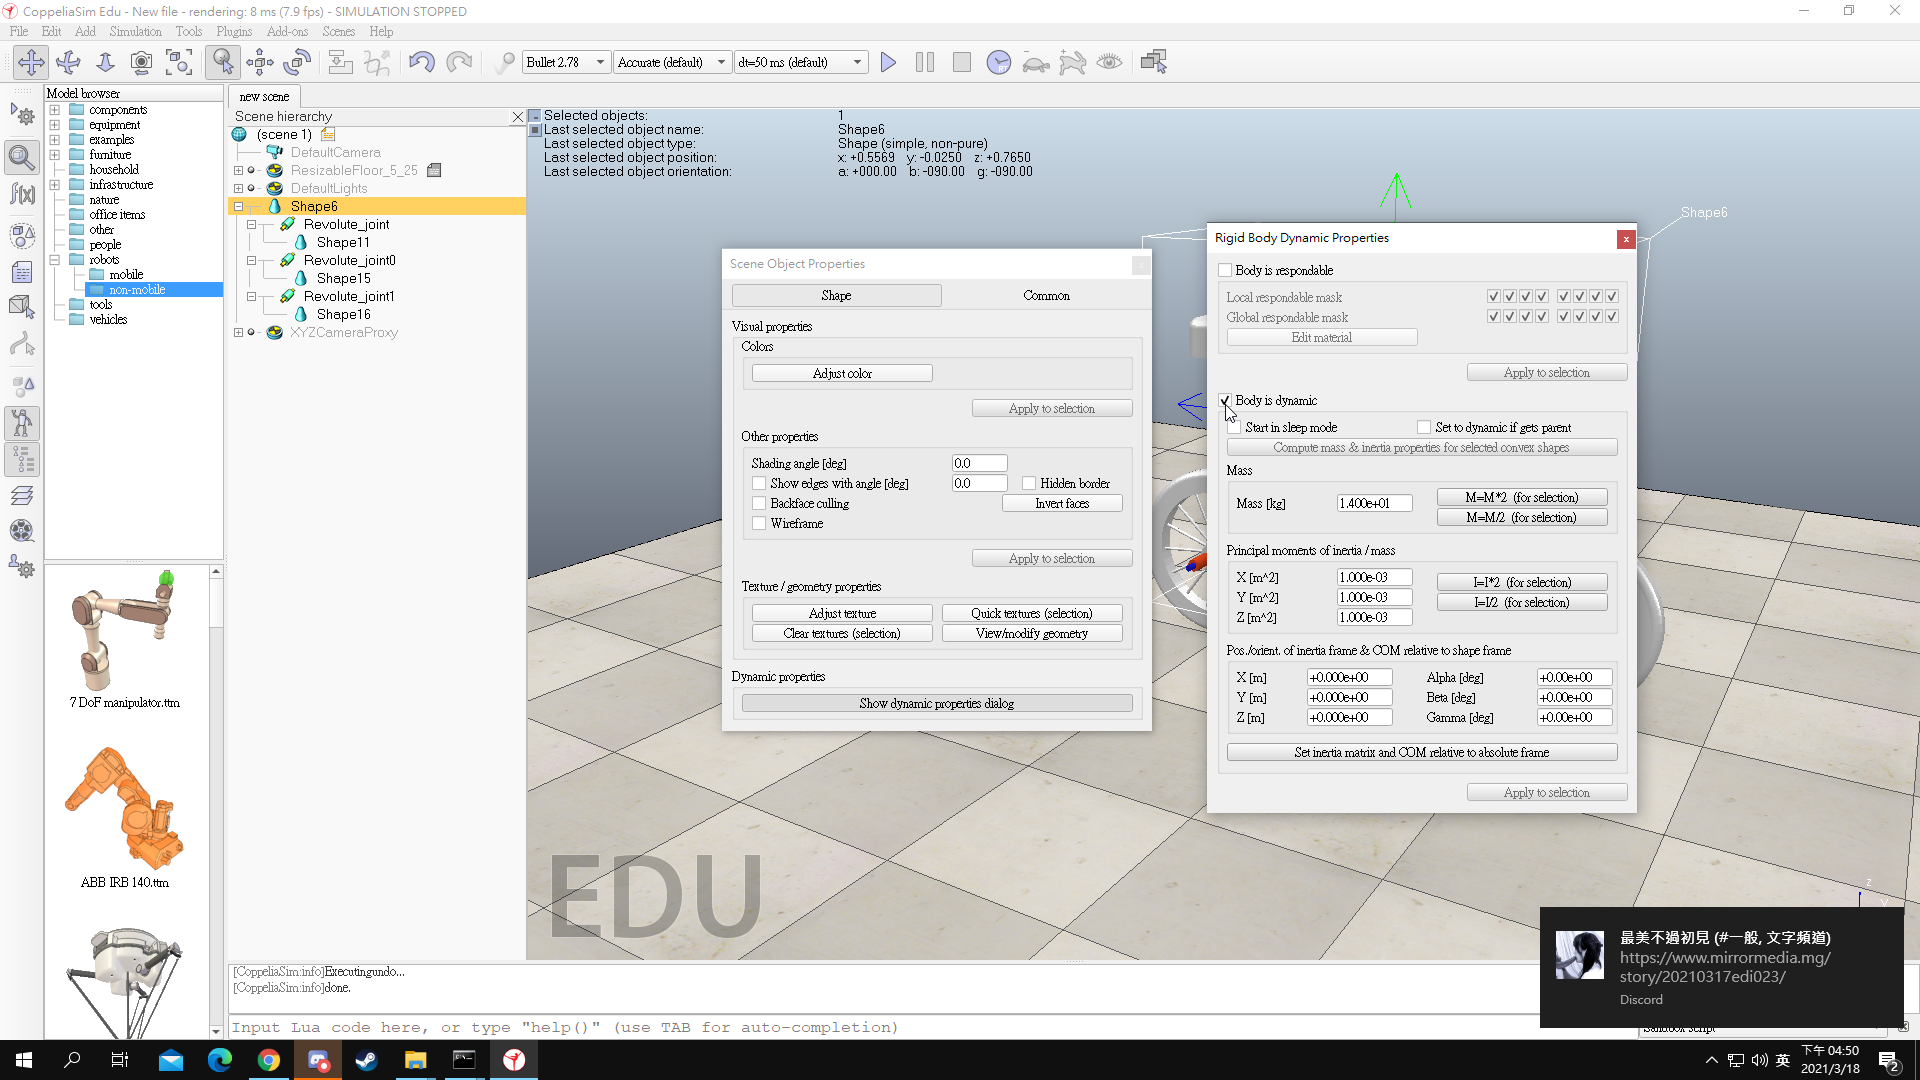 CoppeliaSim Edu - New file - rendering: 8 ms (7.9 fps) - SIMULATION STOPPED
File Edit Add Simulation Tools Plugins Add-ons Scenes Help
Bullet 2.78 Accurate (default) dt=50 ms (default)
Model browser
components
equipment
examples
furniture
household
infrastructure
nature
office items
other
people
robots
mobile
non-mobile
tools
vehicles
7 DoF manipulator.ttm
ABB IRB 140.ttm
new scene
Scene hierarchy
(scene 1)
DefaultCamera
ResizableFloor_5_25
DefaultLights
Shape6
Revolute_joint
Shape11
Revolute_joint0
Shape15
Revolute_joint1
Shape16
XYZCameraProxy
Selected objects: 1
Last selected object name: Shape6
Last selected object type: Shape (simple, non-pure)
Last selected object position: x: +0.5569 y: -0.0250 z: +0.7650
Last selected object orientation: a: +000.00 b: -090.00 g: -090.00
Shape6
Scene Object Properties
Shape Common
Visual properties
Colors
Adjust color
Apply to selection
Other properties
Shading angle [deg] 0.0
Show edges with angle [deg] 0.0 Hidden border
Backface culling Invert faces
Wireframe
Apply to selection
Texture / geometry properties
Adjust texture Quick textures (selection)
Clear textures (selection) View/modify geometry
Dynamic properties
Show dynamic properties dialog
Rigid Body Dynamic Properties
Body is respondable
Local respondable mask
Global respondable mask
Edit material
Apply to selection
Body is dynamic
Start in sleep mode Set to dynamic if gets parent
Compute mass & inertia properties for selected convex shapes
Mass
Mass [kg] 1.400e+01 M=M*2 (for selection)
M=M/2 (for selection)
Principal moments of inertia / mass
X [m^2] 1.000e-03 I=I*2 (for selection)
Y [m^2] 1.000e-03 I=I/2 (for selection)
Z [m^2] 1.000e-03
Pos./orient. of inertia frame & COM relative to shape frame
X [m] +0.000e+00 Alpha [deg] +0.00e+00
Y [m] +0.000e+00 Beta [deg] +0.00e+00
Z [m] +0.000e+00 Gamma [deg] +0.00e+00
Set inertia matrix and COM relative to absolute frame
Apply to selection
EDU
z
[CoppeliaSim:info]Executingundo...
[CoppeliaSim:info]done.
Input Lua code here, or type "help()" (use TAB for auto-completion)
Sandbox script
最美不過初見 (#一般, 文字頻道)
https://www.mirrormedia.mg/
story/20210317edi023/
Discord
英
下午 04:50
2021/3/18
2